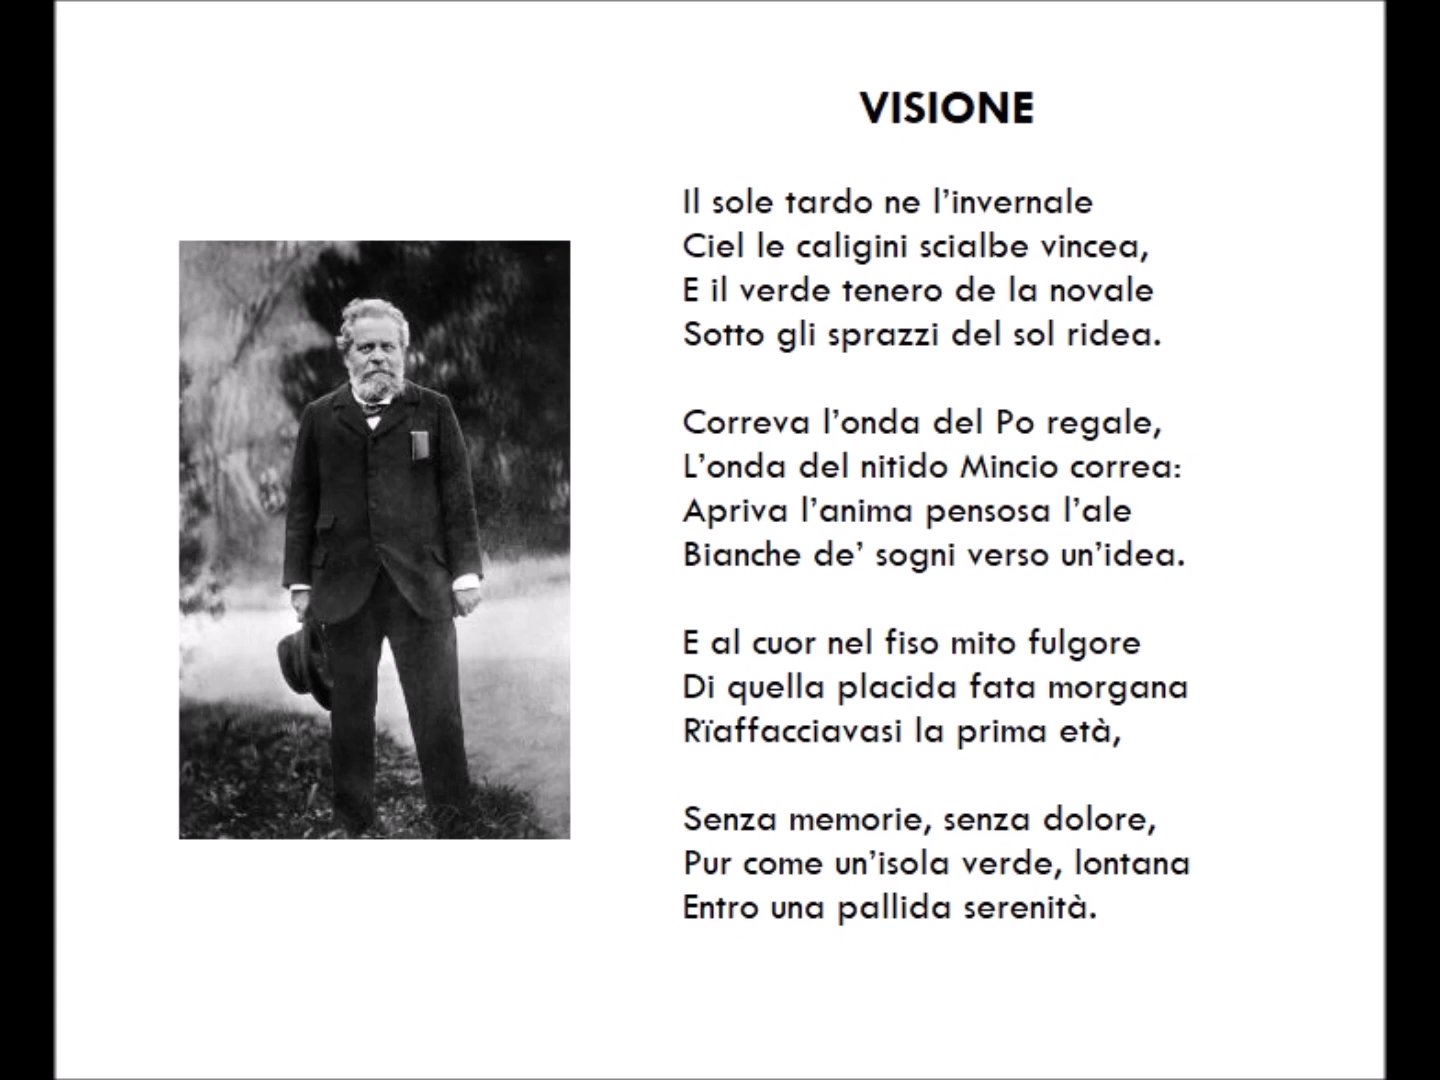 VISIONE
Il sole tardo ne l’invernale
Ciel le caligini scialbe vincea,
E il verde tenero de la novale
Sotto gli sprazzi del sol ridea.
Correva l’onda del Po regale,
L’onda del nitido Mincio correa:
Apriva l’anima pensosa l’ale
Bianche de’ sogni verso un’idea.
E al cuor nel fiso mito fulgore
Di quella placida fata morgana
Rïaffacciavasi la prima età,
Senza memorie, senza dolore,
Pur come un’isola verde, lontana
Entro una pallida serenità.